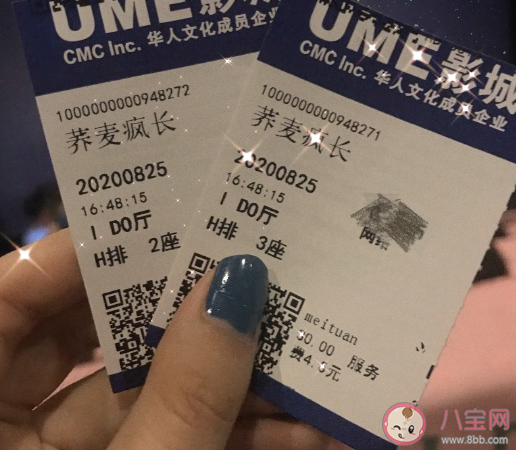 UME影城
CMC Inc. 华人文化成员企业
1000000000948272
荞麦疯长
20200825
16:48:15
I DO厅
H排 2座
UME影城
CMC Inc. 华人文化成员企业
1000000000948271
荞麦疯长
20200825
16:48:15
I DO厅
H排 3座
meituan
服务
元
八宝网
www.8bb.com